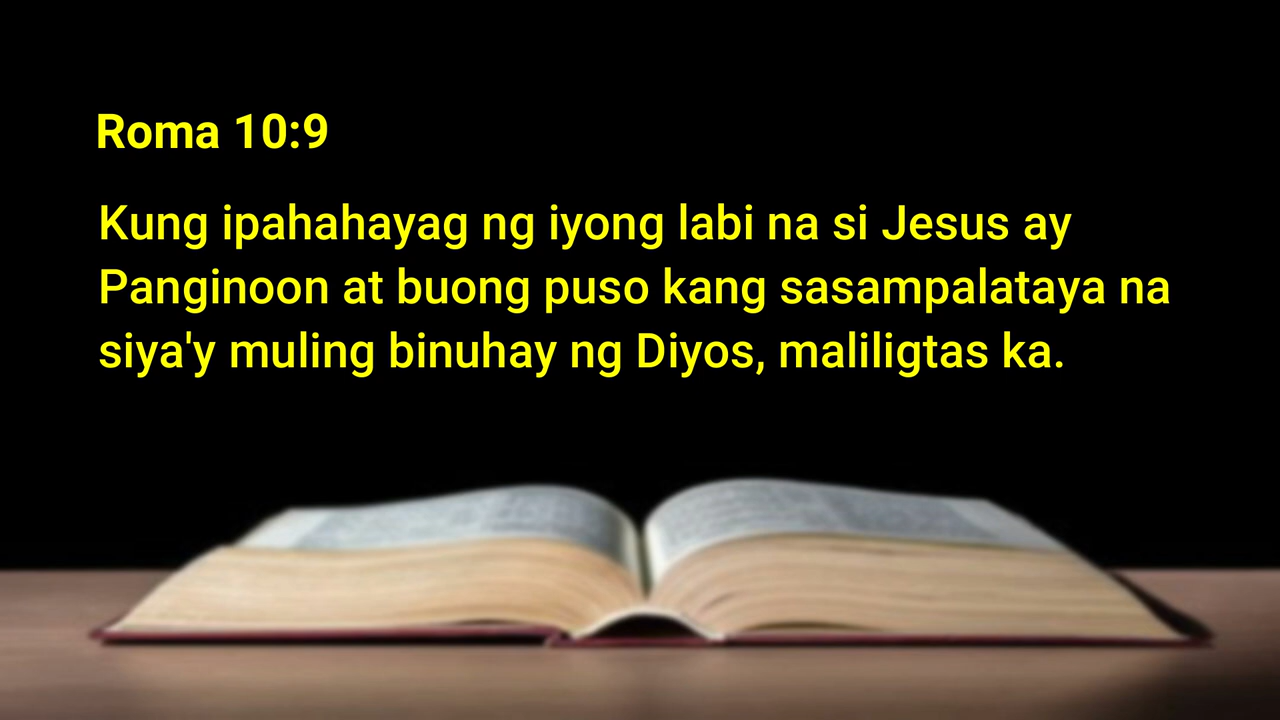 Roma 10:9
Kung ipahahayag ng iyong labi na si Jesus ay
Panginoon at buong puso kang sasampalataya na
siya'y muling binuhay ng Diyos, maliligtas ka.